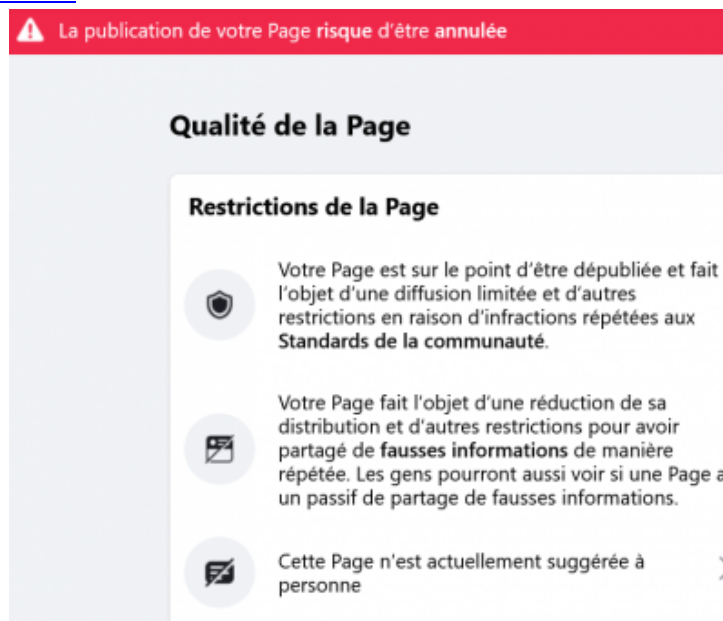 La publication de votre Page risque d'être annulée
Qualité de la Page
Restrictions de la Page
Votre Page est sur le point d'être dépubliée et fait
l'objet d'une diffusion limitée et d'autres
restrictions en raison d'infractions répétées aux
Standards de la communauté.
Votre Page fait l'objet d'une réduction de sa
distribution et d'autres restrictions pour avoir
partagé de fausses informations de manière
répétée. Les gens pourront aussi voir si une Page a
un passif de partage de fausses informations.
Cette Page n'est actuellement suggérée à
personne